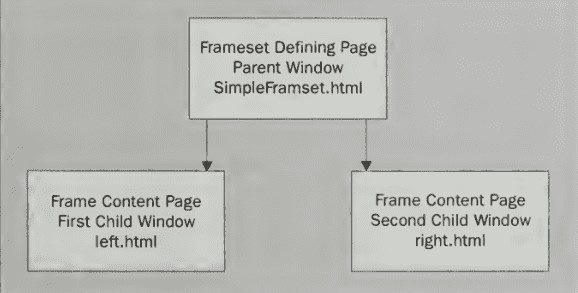 Frameset Defining Page
Parent Window
SimpleFramset.html
Frame Content Page
First Child Window
left.html
Frame Content Page
Second Child Window
right.html